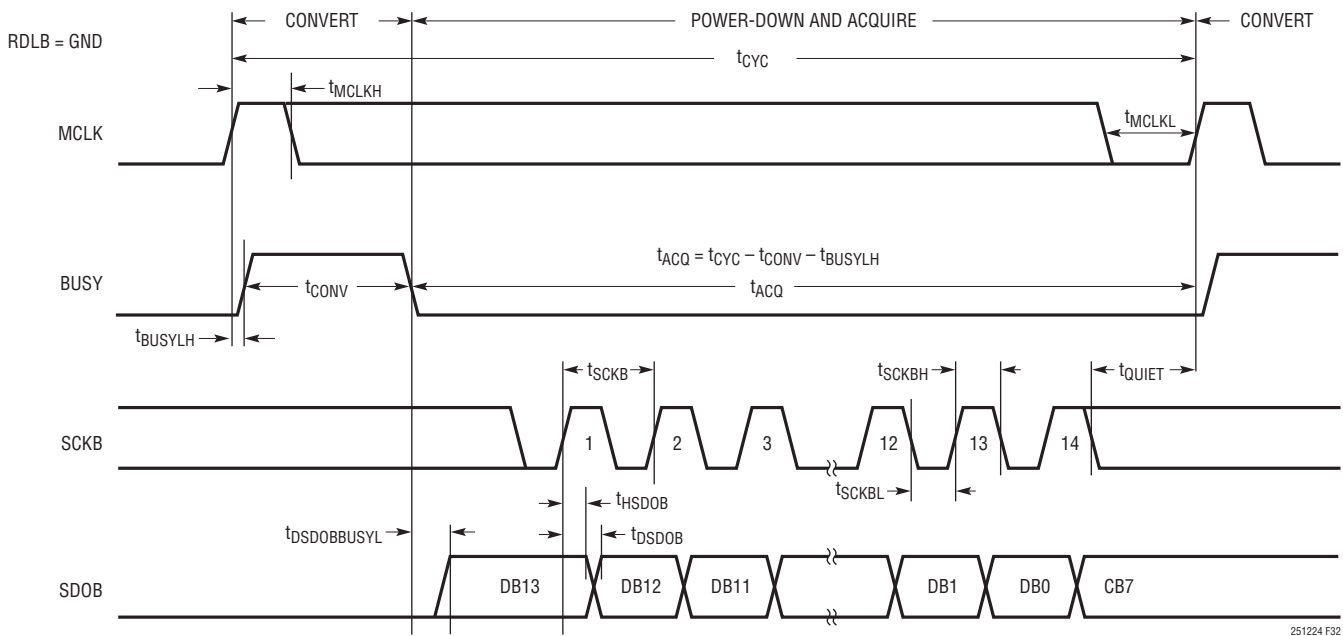 CONVERT
POWER-DOWN AND ACQUIRE
CONVERT
RDLB = GND
tCYC
tMCLKH
MCLK
tMCLKL
tACQ = tCYC – tCONV – tBUSYLH
BUSY
tCONV
tACQ
tBUSYLH
tSCKB
tSCKBH
tQUIET
SCKB
1
2
3
12
13
14
tSCKBL
tHSDOB
tDSDOBBUSYL
tDSDOB
SDOB
DB13
DB12
DB11
DB1
DB0
CB7
251224 F32